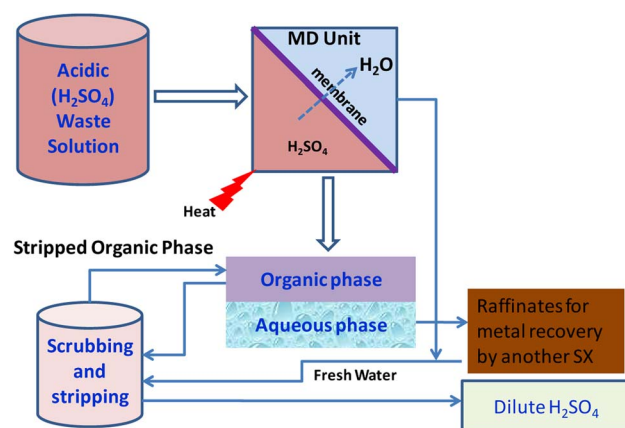 Acidic
(H₂SO₄)
Waste
Solution
MD Unit
H₂O
membrane
H₂SO₄
Heat
Stripped Organic Phase
Organic phase
Aqueous phase
Scrubbing
and
stripping
Fresh Water
Raffinates for
metal recovery
by another SX
Dilute H₂SO₄